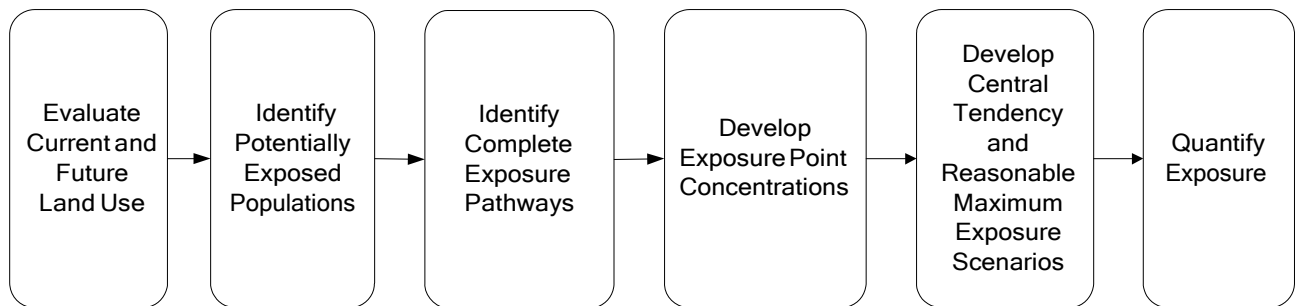 Evaluate
Current and
Future
Land Use
Identify
Potentially
Exposed
Populations
Identify
Complete
Exposure
Pathways
Develop
Exposure Point
Concentrations
Develop
Central
Tendency
and
Reasonable
Maximum
Exposure
Scenarios
Quantify
Exposure